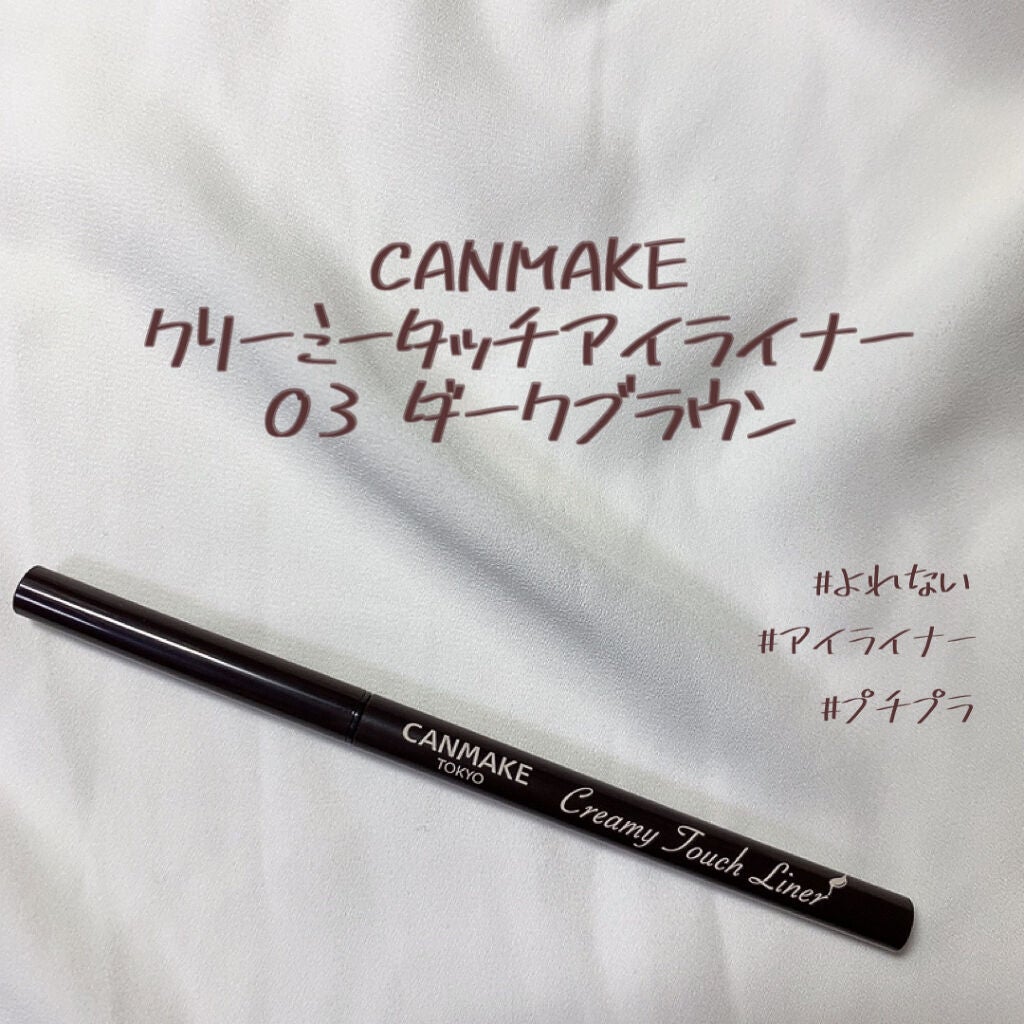 CANMAKE
クリーミータッチアイライナー
03 ダークブラウン
#よれない
#アイライナー
#プチプラ
CANMAKE
TOKYO
Creamy Touch Liner